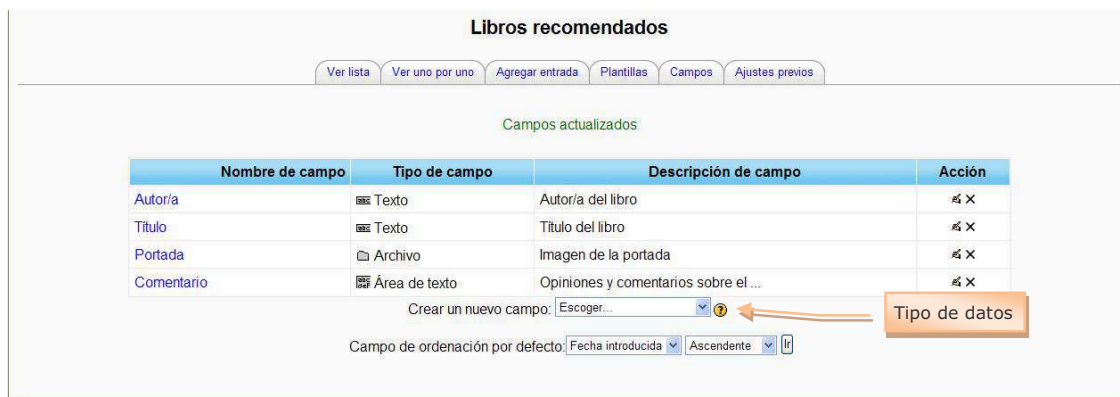 Libros recomendados
Ver lista Ver uno por uno Agregar entrada Plantillas Campos Ajustes previos
Campos actualizados
Nombre de campo Tipo de campo Descripción de campo Acción
Autor/a Texto Autor/a del libro
Título Texto Título del libro
Portada Archivo Imagen de la portada
Comentario Área de texto Opiniones y comentarios sobre el ...
Crear un nuevo campo: Escoger... ? Tipo de datos
Campo de ordenación por defecto: Fecha introducida Ascendente Ir